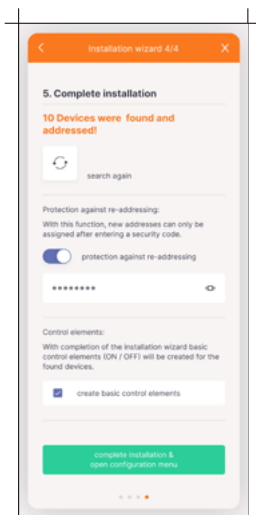 Installation wizard 4/4
X
5. Complete installation
10 Devices were found and
addressed!
search again
Protection against re-addressing:
With this function, new addresses can only be
assigned after entering a security code.
protection against re-addressing
********
Control elements:
With completion of the installation wizard basic
control elements (ON / OFF) will be created for the
found devices.
create basic control elements
complete installation &
open configuration menu